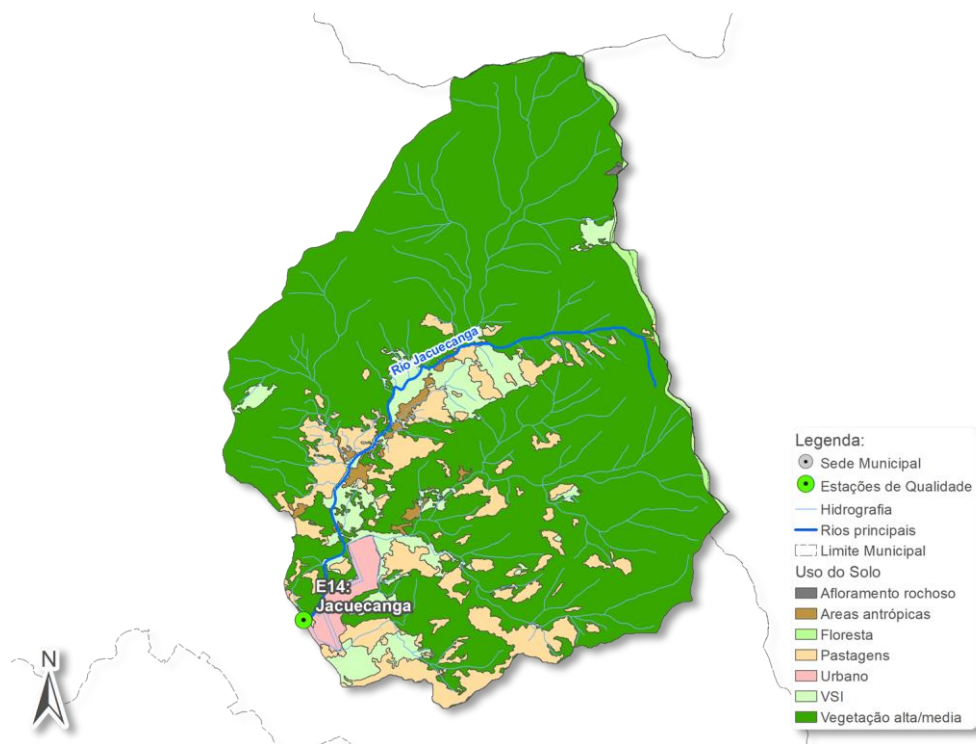 Rio Jacuecanga
E14:
Jacuecanga
N
Legenda:
Sede Municipal
Estações de Qualidade
Hidrografia
Rios principais
Limite Municipal
Uso do Solo
Afloramento rochoso
Areas antrópicas
Floresta
Pastagens
Urbano
VSI
Vegetação alta/media